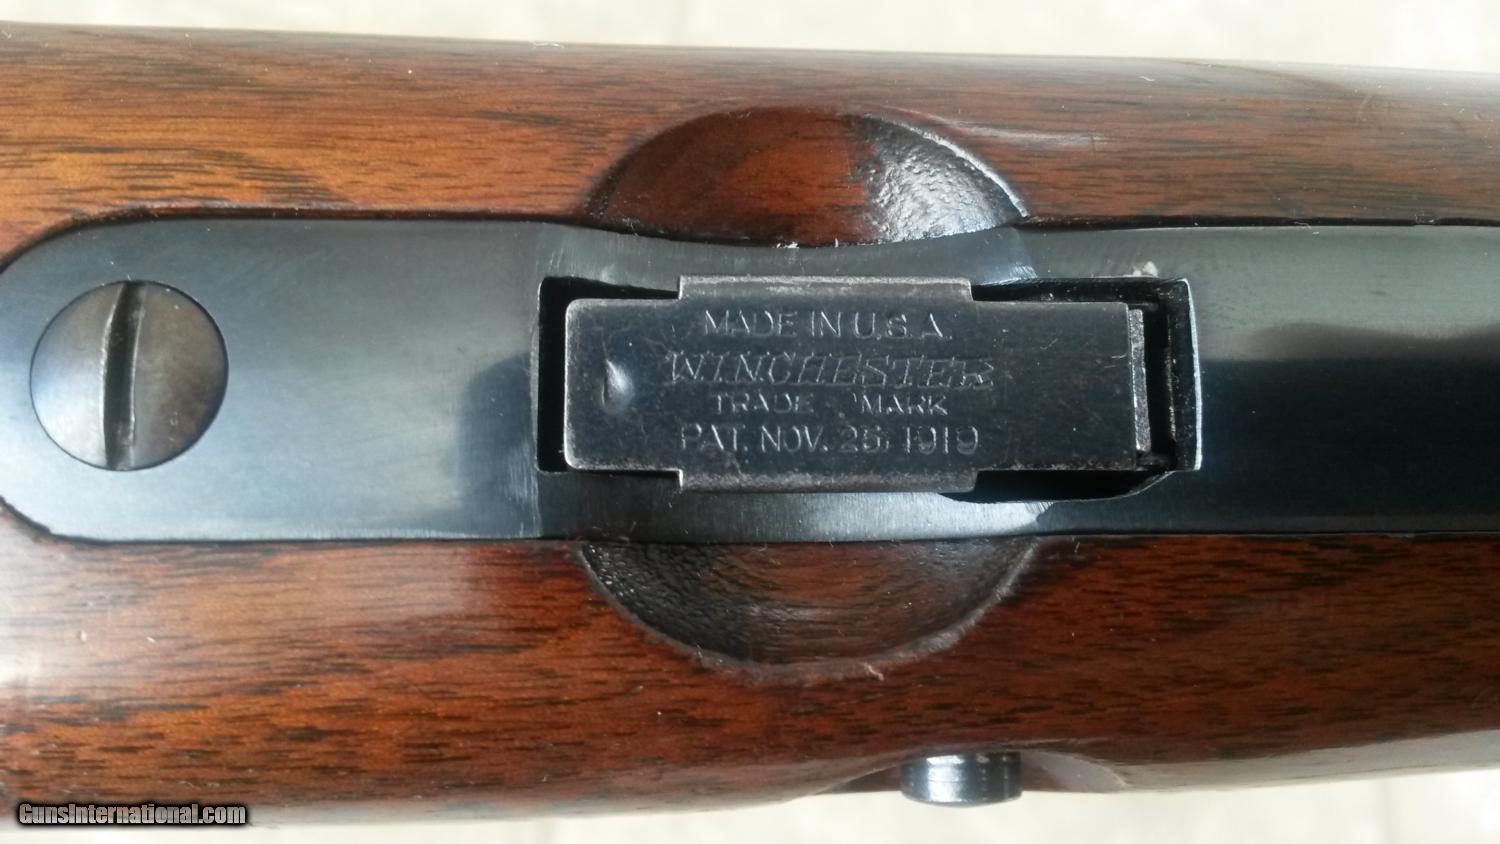 MADE IN U.S.A.
WINCHESTER
TRADE MARK
PAT. NOV. 25, 1919
GunsInternational.com